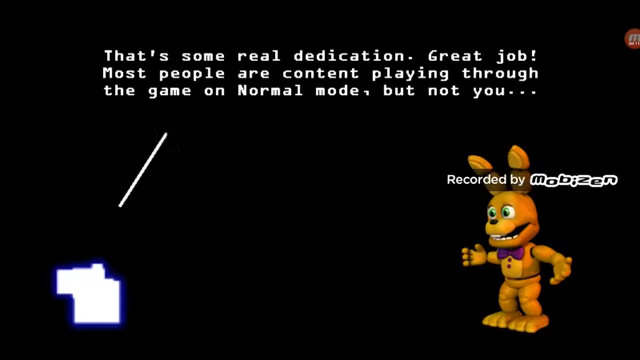 That's some real dedication. Great job!
Most people are content playing through
the game on Normal mode, but not you...
Recorded by mobizen